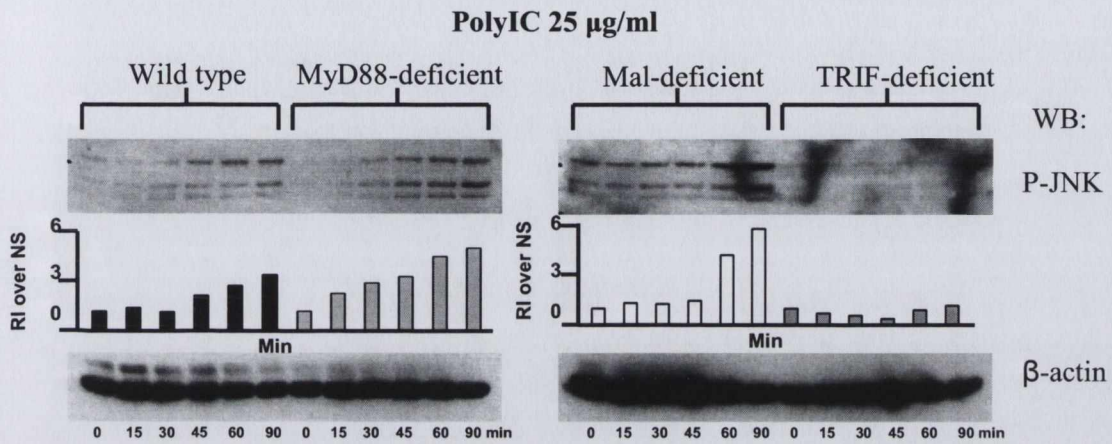 PolyIC 25 µg/ml
Wild type MyD88-deficient Mal-deficient TRIF-deficient
WB:
P-JNK
RI over NS 6 3 0
RI over NS 6 3 0
Min Min
β-actin
0 15 30 45 60 90 0 15 30 45 60 90 min 0 15 30 45 60 90 0 15 30 45 60 90 min